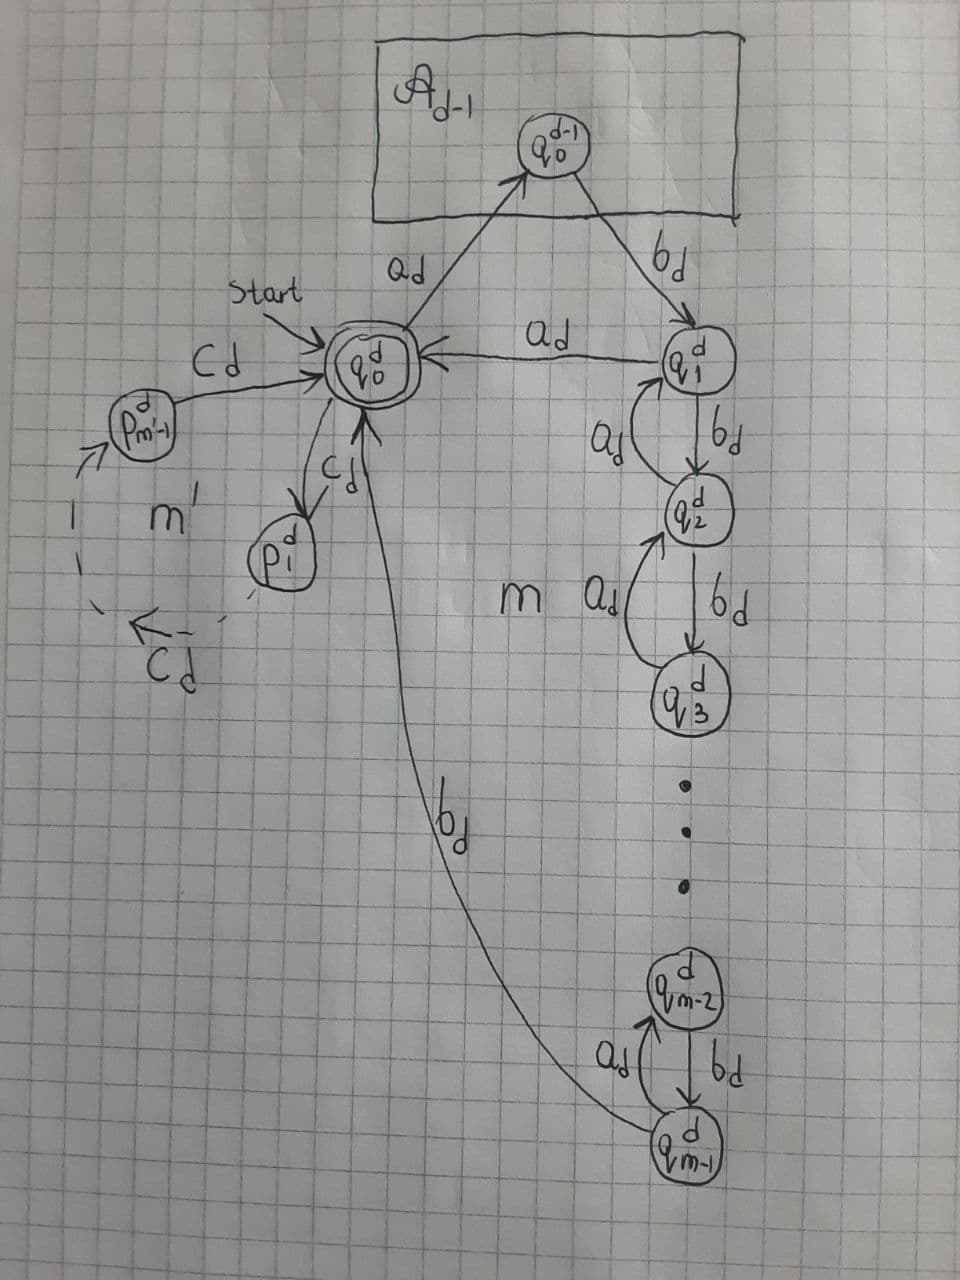 𝒜_{d-1}
q_0^{d-1}
a_d
b_d
Start
C_d
a_d
q_0^d
q_1^d
p_{m'-1}^d
a_d
b_d
C_d
m'
q_2^d
p_1^d
m
a_d
b_d
C_d
q_3^d
b_d
q_{m-2}^d
a_d
b_d
q_{m-1}^d